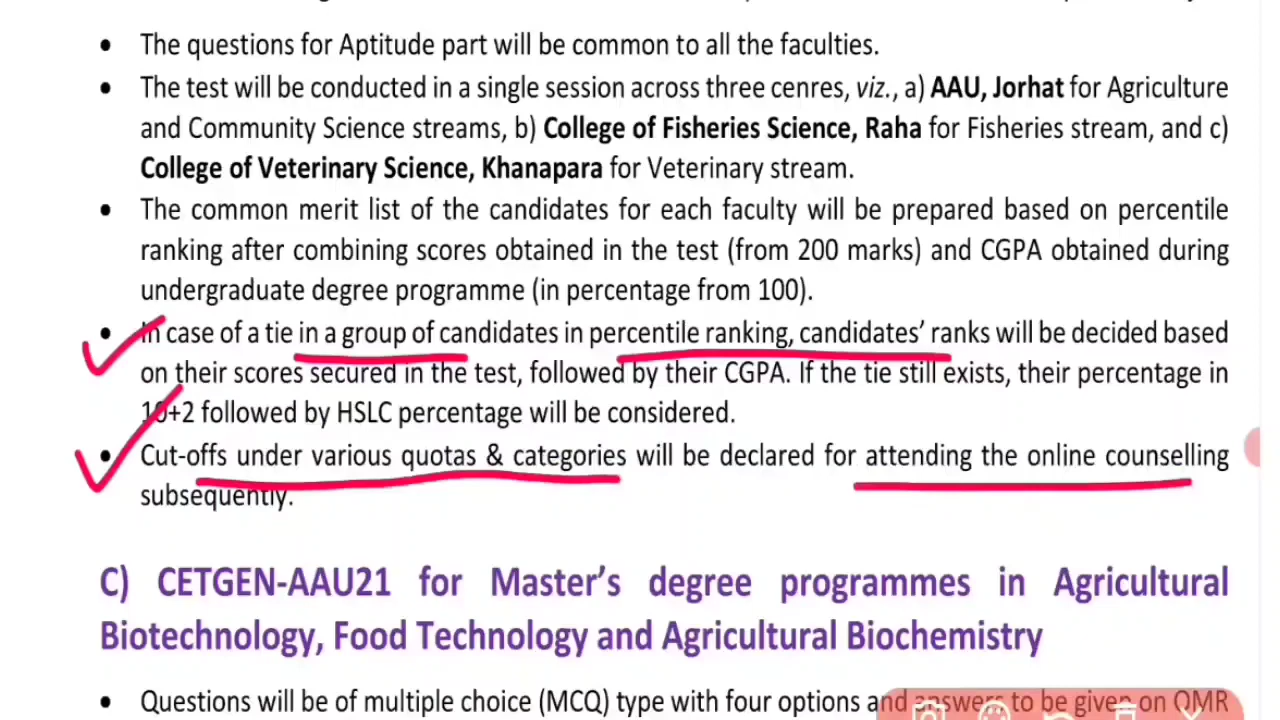 • The questions for Aptitude part will be common to all the faculties.
• The test will be conducted in a single session across three cenres, viz., a) AAU, Jorhat for Agriculture
and Community Science streams, b) College of Fisheries Science, Raha for Fisheries stream, and c)
College of Veterinary Science, Khanapara for Veterinary stream.
• The common merit list of the candidates for each faculty will be prepared based on percentile
ranking after combining scores obtained in the test (from 200 marks) and CGPA obtained during
undergraduate degree programme (in percentage from 100).
• In case of a tie in a group of candidates in percentile ranking, candidates’ ranks will be decided based
on their scores secured in the test, followed by their CGPA. If the tie still exists, their percentage in
10+2 followed by HSLC percentage will be considered.
• Cut-offs under various quotas & categories will be declared for attending the online counselling
subsequently.
C) CETGEN-AAU21 for Master’s degree programmes in Agricultural
Biotechnology, Food Technology and Agricultural Biochemistry
• Questions will be of multiple choice (MCQ) type with four options and answers to be given on OMR